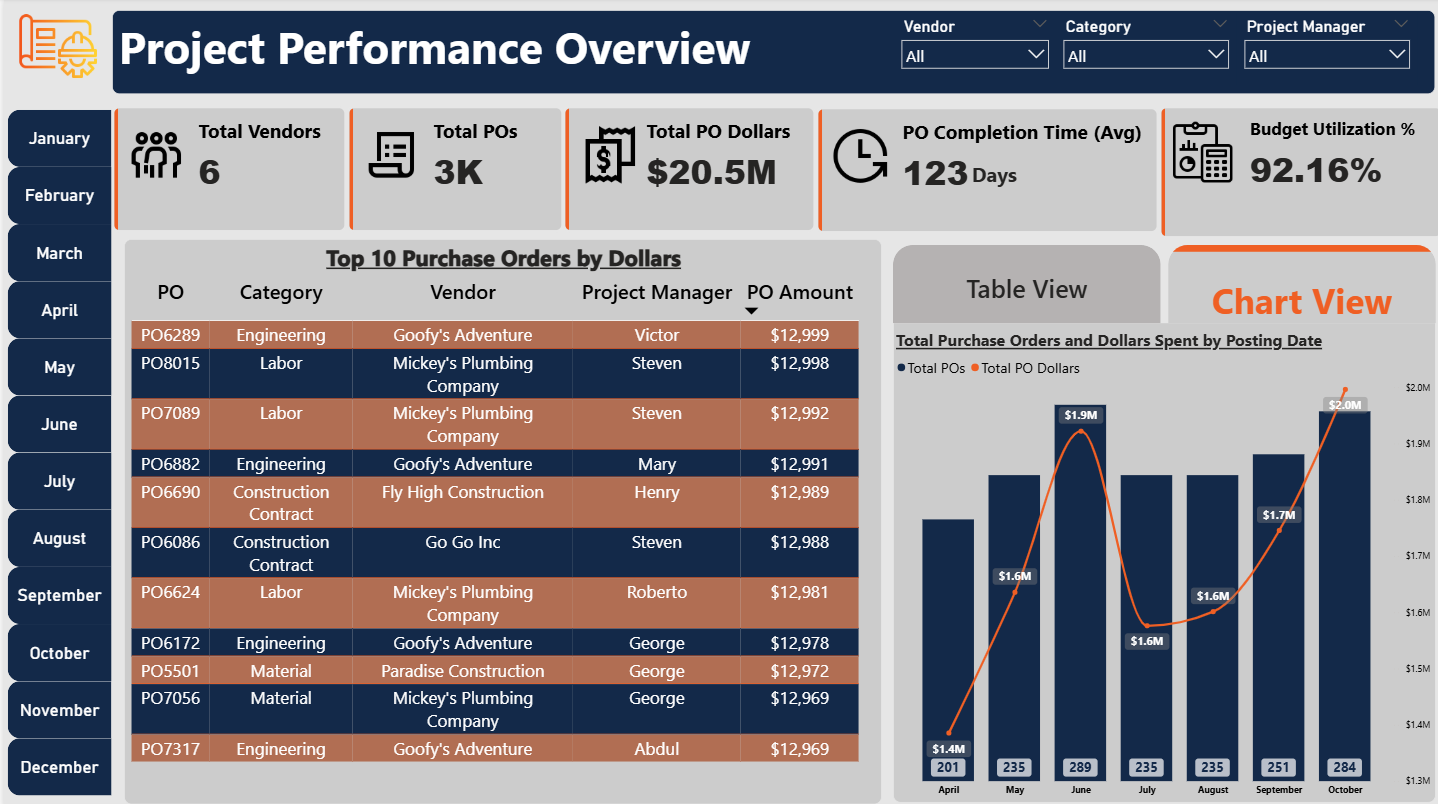 Project Performance Overview
Vendor
All
Category
All
Project Manager
All
January
February
March
April
May
June
July
August
September
October
November
December
Total Vendors
6
Total POs
3K
Total PO Dollars
$20.5M
PO Completion Time (Avg)
123 Days
Budget Utilization %
92.16%
Top 10 Purchase Orders by Dollars
PO Category Vendor Project Manager PO Amount
PO6289 Engineering Goofy's Adventure Victor $12,999
PO8015 Labor Mickey's Plumbing Steven $12,998
Company
PO7089 Labor Mickey's Plumbing Steven $12,992
Company
PO6882 Engineering Goofy's Adventure Mary $12,991
PO6690 Construction Fly High Construction Henry $12,989
Contract
PO6086 Construction Go Go Inc Steven $12,988
Contract
PO6624 Labor Mickey's Plumbing Roberto $12,981
Company
PO6172 Engineering Goofy's Adventure George $12,978
PO5501 Material Paradise Construction George $12,972
PO7056 Material Mickey's Plumbing George $12,969
Company
PO7317 Engineering Goofy's Adventure Abdul $12,969
Table View
Chart View
Total Purchase Orders and Dollars Spent by Posting Date
Total POs Total PO Dollars
$2.0M
$1.9M
$1.8M
$1.7M
$1.6M
$1.5M
$1.4M
$1.3M
$1.4M
$1.6M
$1.9M
$1.6M
$1.6M
$1.7M
$2.0M
201 235 289 235 235 251 284
April May June July August September October